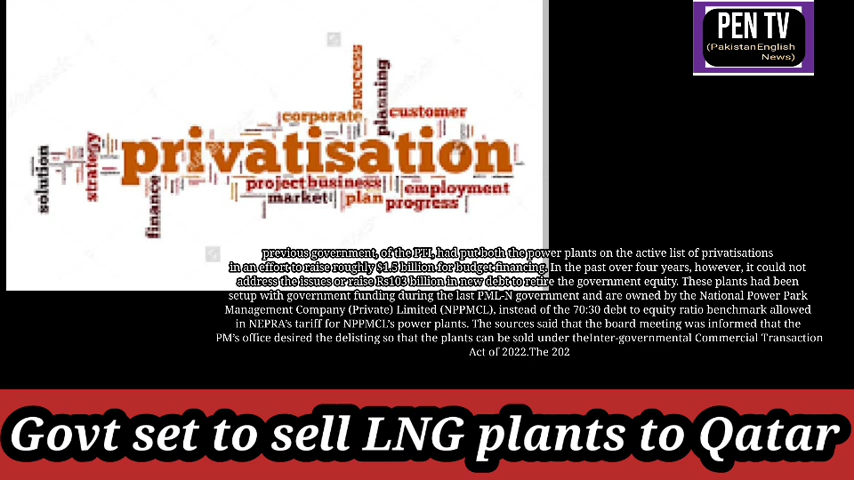 PEN TV
(PakistanEnglish
News)
success
planning
corporate
customer
privatisation
solution
strategy
finance
project business
employment
market
plan
progress
previous government, of the PTI, had put both the power plants on the active list of privatisations
in an effort to raise roughly $1.5 billion for budget financing. In the past over four years, however, it could not
address the issues or raise Rs103 billion in new debt to retire the government equity. These plants had been
setup with government funding during the last PML-N government and are owned by the National Power Park
Management Company (Private) Limited (NPPMCL), instead of the 70:30 debt to equity ratio benchmark allowed
in NEPRA's tariff for NPPMCL's power plants. The sources said that the board meeting was informed that the
PM's office desired the delisting so that the plants can be sold under theInter-governmental Commercial Transaction
Act of 2022.The 202
Govt set to sell LNG plants to Qatar